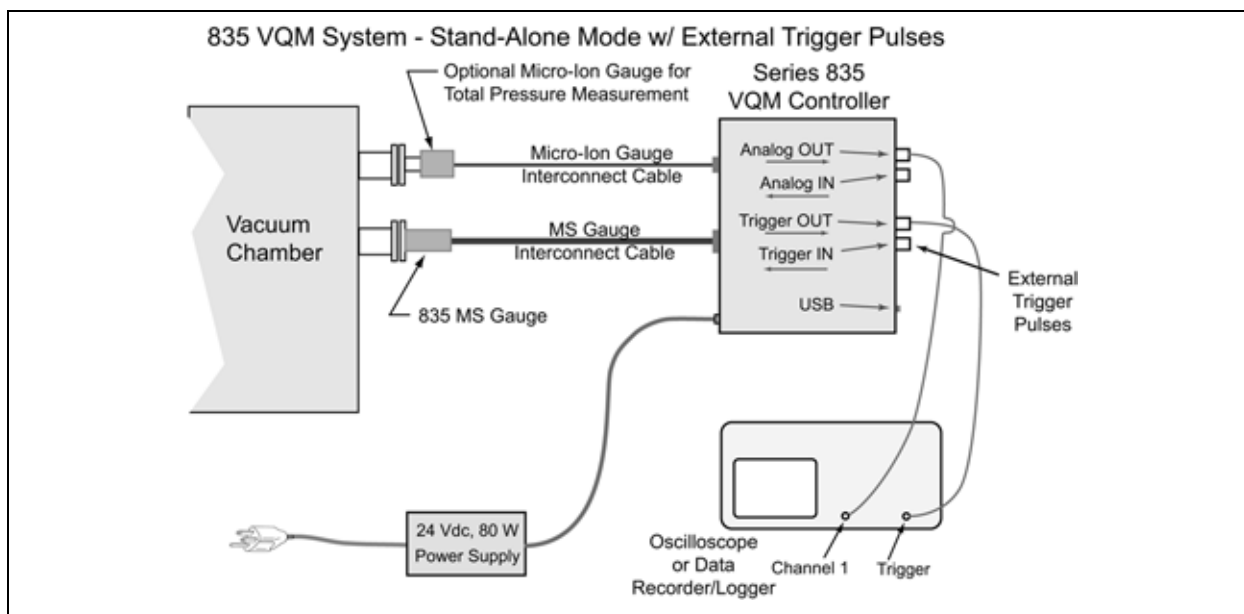 835 VQM System - Stand-Alone Mode w/ External Trigger Pulses
Optional Micro-Ion Gauge for
Total Pressure Measurement
Series 835
VQM Controller
Vacuum
Chamber
Micro-Ion Gauge
Interconnect Cable
MS Gauge
Interconnect Cable
835 MS Gauge
Analog OUT
Analog IN
Trigger OUT
Trigger IN
USB
External
Trigger
Pulses
24 Vdc, 80 W
Power Supply
Oscilloscope
or Data
Recorder/Logger
Channel 1
Trigger